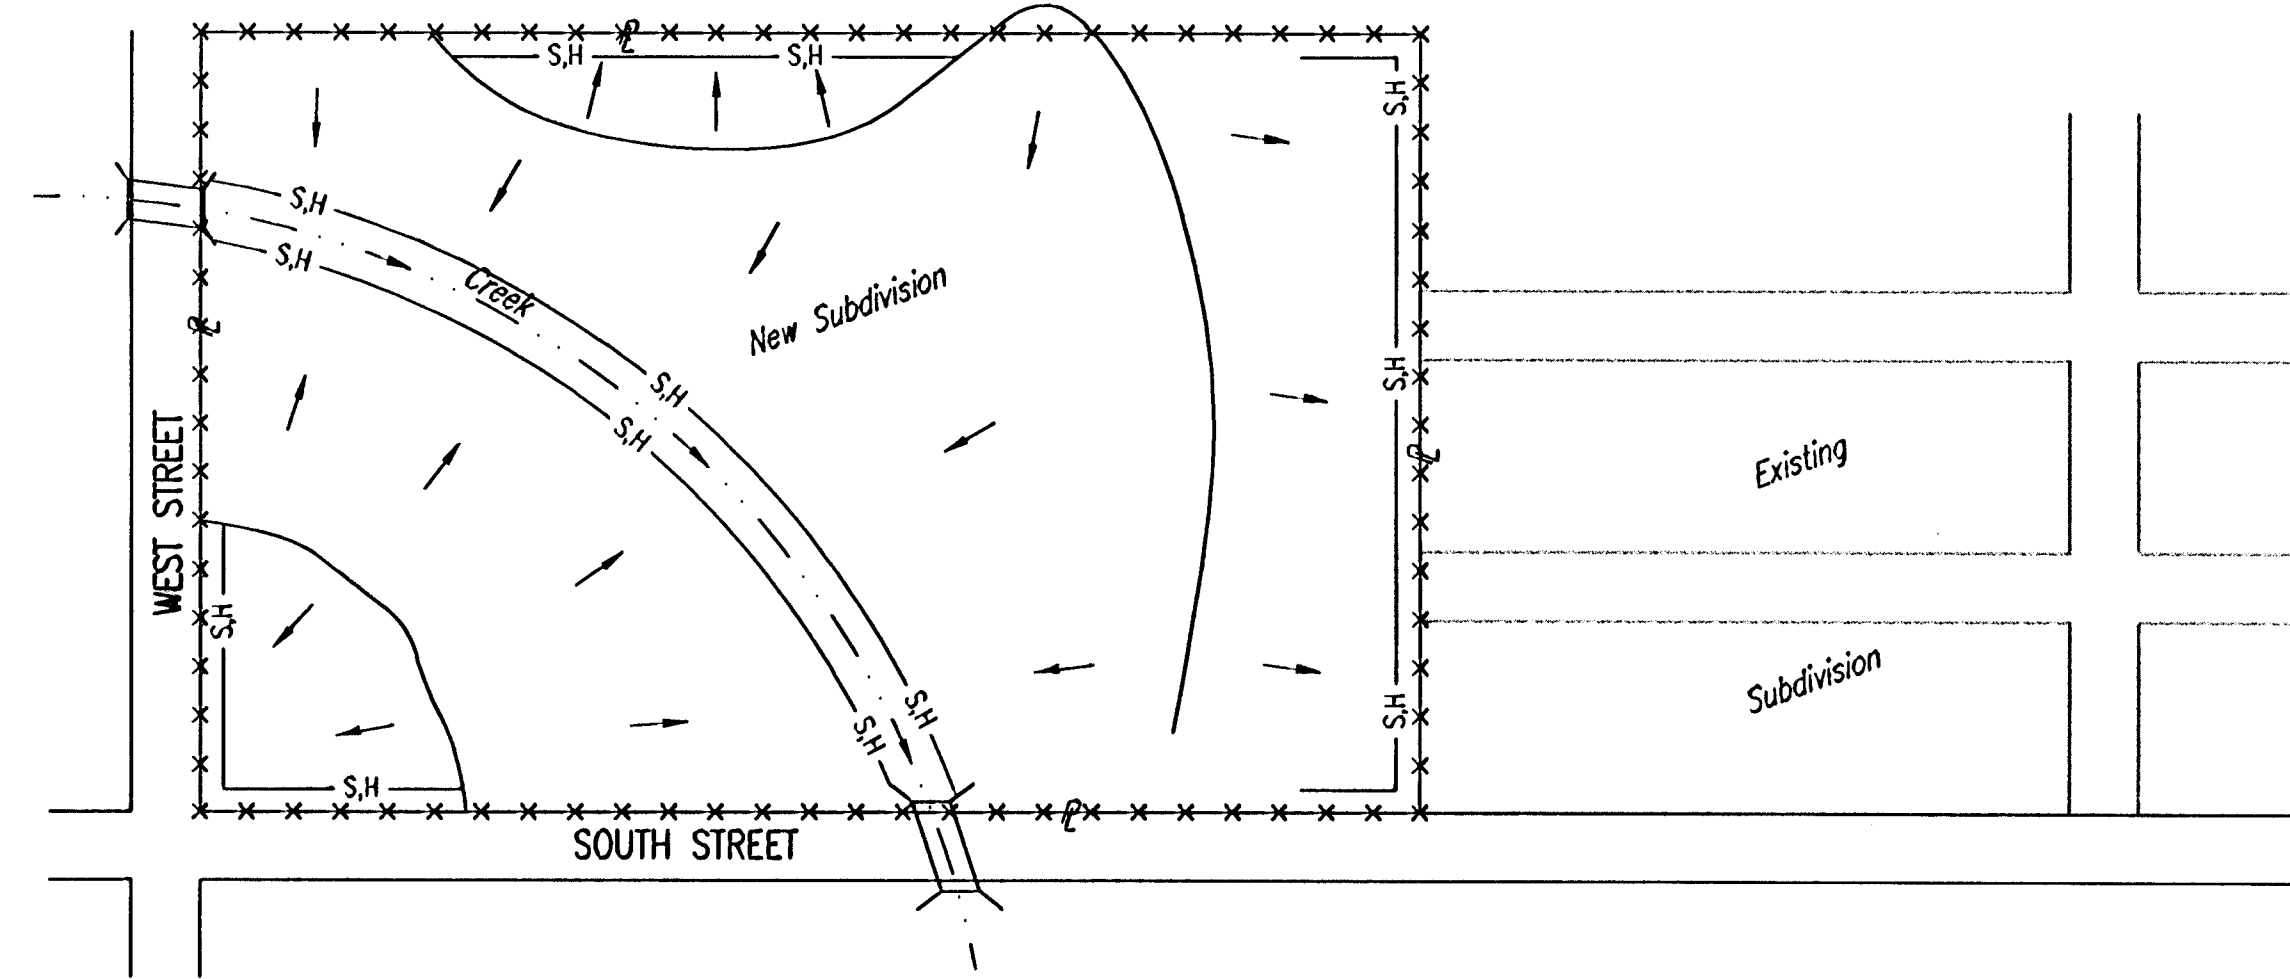 ℄
S,H
S,H
S,H
S,H
S,H
Creek
New Subdivision
℄
S,H
S,H
S,H
℄
WEST STREET
Existing
S,H
Subdivision
S,H
S,H
S,H
S,H
℄
SOUTH STREET